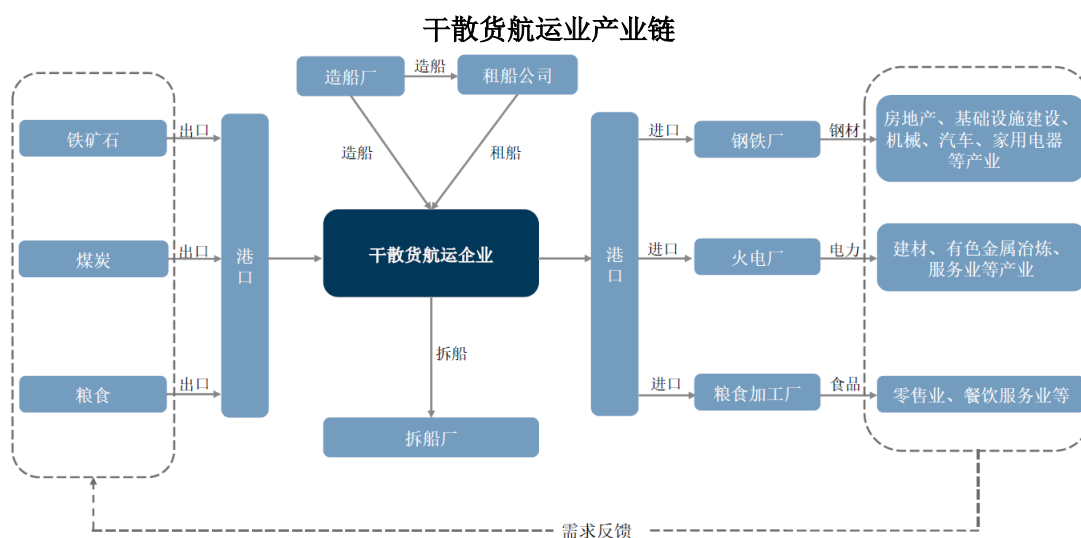 干散货航运业产业链
造船厂
造船
租船公司
铁矿石
出口
煤炭
出口
粮食
出口
港
口
造船
租船
干散货航运企业
拆船
拆船厂
港
口
进口
钢铁厂
钢材
房地产、基础设施建设、
机械、汽车、家用电器
等产业
进口
火电厂
电力
建材、有色金属冶炼、
服务业等产业
进口
粮食加工厂
食品
零售业、餐饮服务业等
需求反馈